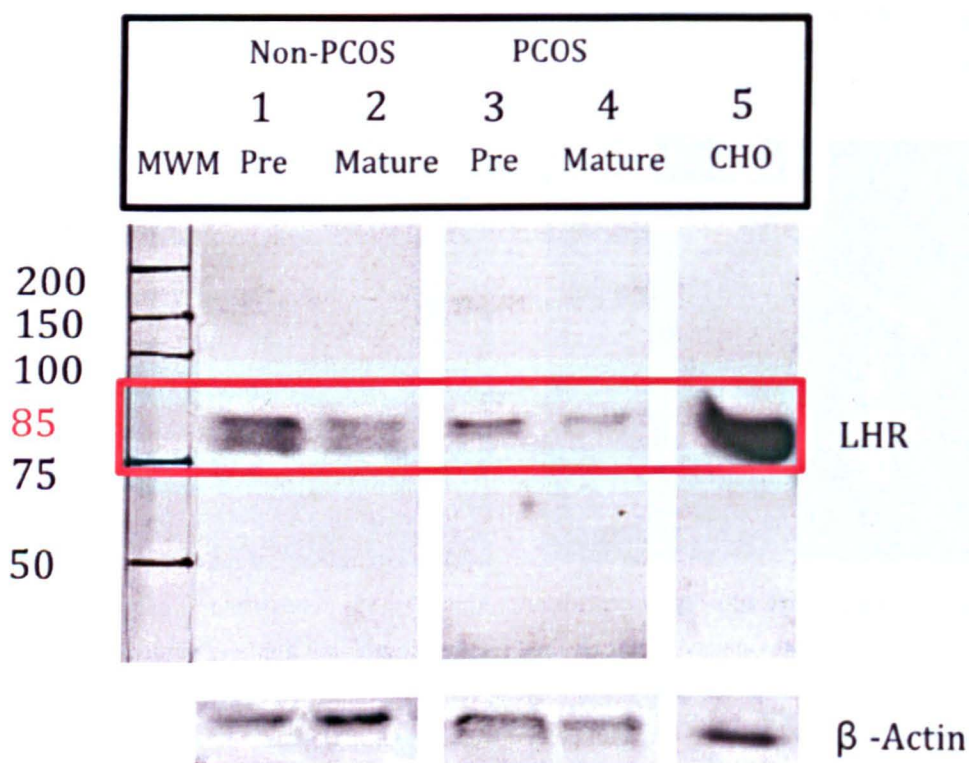 Non-PCOS PCOS
1 2 3 4 5
MWM Pre Mature Pre Mature CHO
200
150
100
85
LHR
75
50
β -Actin